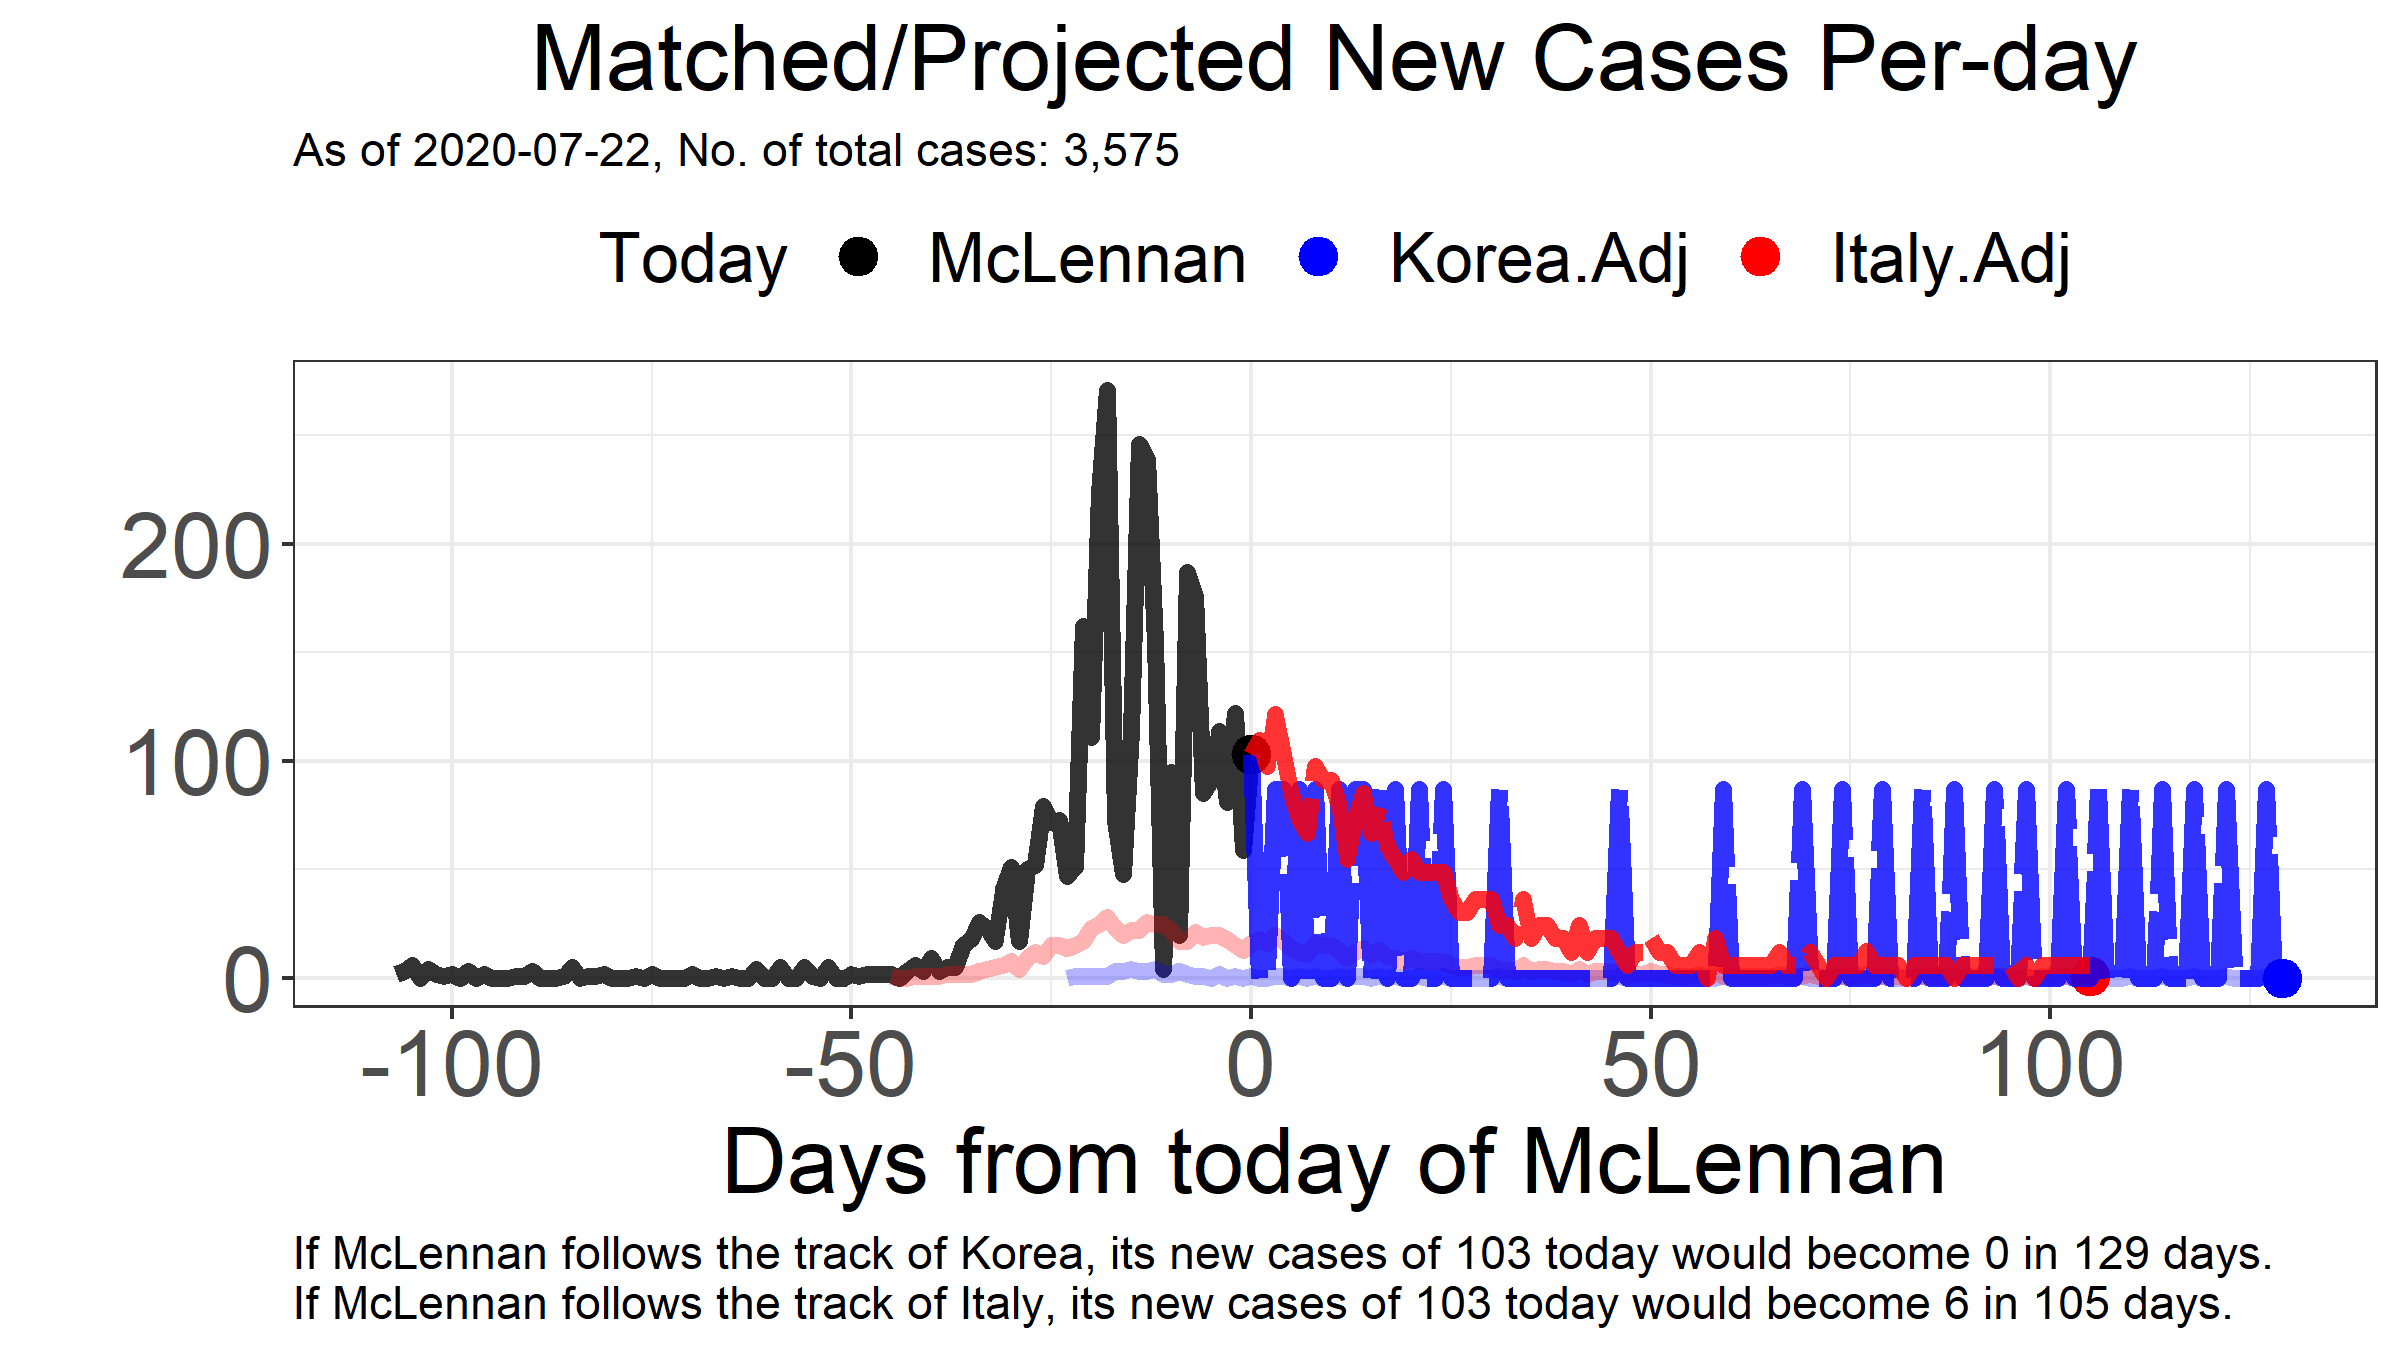 Matched/Projected New Cases Per-day
As of 2020-07-22, No. of total cases: 3,575
Today McLennan Korea.Adj Italy.Adj
200
100
0
-100 -50 0 50 100
Days from today of McLennan
If McLennan follows the track of Korea, its new cases of 103 today would become 0 in 129 days.
If McLennan follows the track of Italy, its new cases of 103 today would become 6 in 105 days.